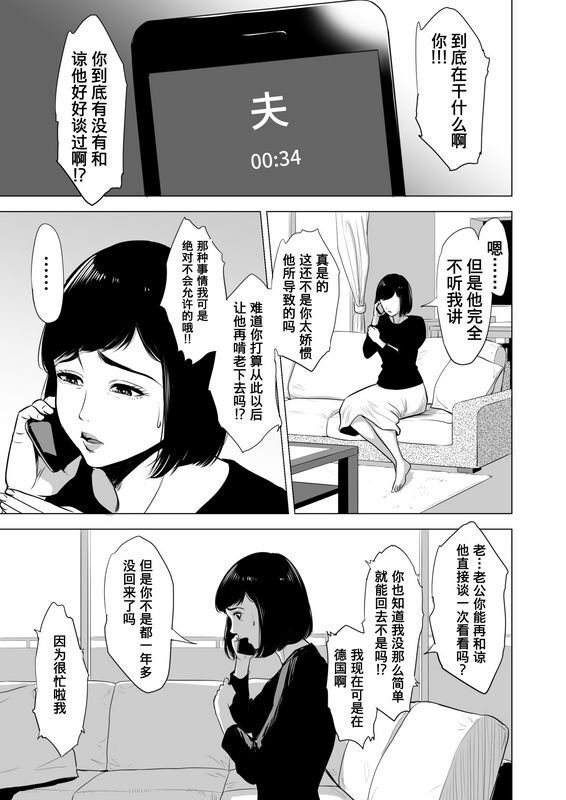 到底在干什么啊
你!!!
夫
00:34
你到底有没有和
谅他好好谈过啊!?
嗯……
但是他完全
不听我讲
真是的
这还不是你太娇惯
他所导致的吗
难道你打算从此以后
让他再啃老下去吗!?
那种事情我可是
绝对不会允许的哦!!
……
老…老公你能再和谅
他直接谈一次看看吗?
你也知道我没那么简单
就能回去不是吗!?
我现在可是在
德国啊
但是你不是都一年多
没回来了吗
因为很忙啦我